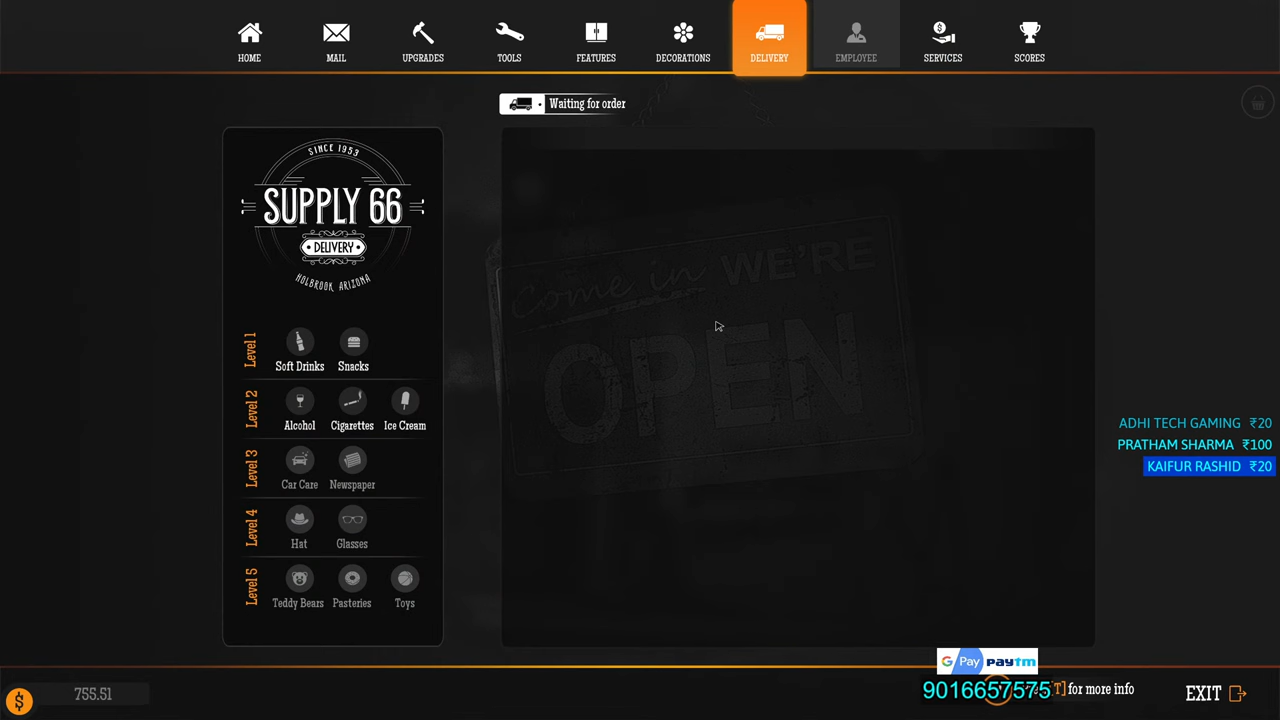 HOME
MAIL
UPGRADES
TOOLS
FEATURES
DECORATIONS
DELIVERY
EMPLOYEE
SERVICES
SCORES
Waiting for order
SINCE 1953
SUPPLY 66
DELIVERY
HOLBROOK, ARIZONA
Come in WE'RE
OPEN
Level 1
Soft Drinks
Snacks
Level 2
Alcohol
Cigarettes
Ice Cream
Level 3
Car Care
Newspaper
Level 4
Hat
Glasses
Level 5
Teddy Bears
Pasteries
Toys
ADHI TECH GAMING ₹20
PRATHAM SHARMA ₹100
KAIFUR RASHID ₹20
G Pay paytm
9016657575
T] for more info
755.51
EXIT